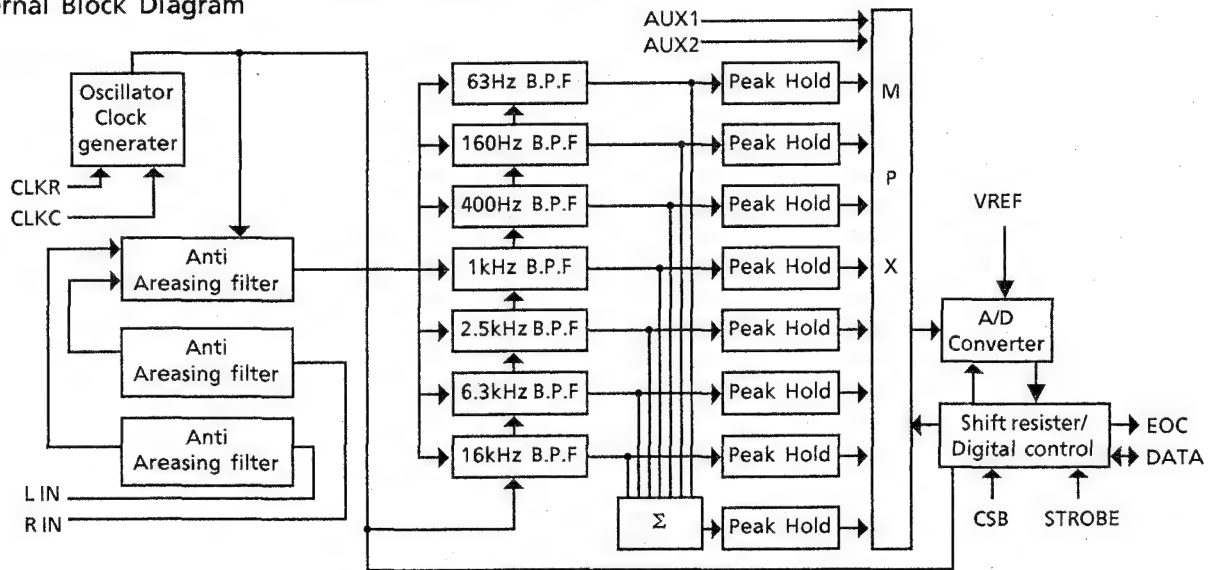 ernal Block Diagram
AUX1
AUX2
Oscillator
Clock
generater
CLKR
CLKC
Anti
Areasing filter
Anti
Areasing filter
Anti
Areasing filter
L IN
R IN
63Hz B.P.F
160Hz B.P.F
400Hz B.P.F
1kHz B.P.F
2.5kHz B.P.F
6.3kHz B.P.F
16kHz B.P.F
Σ
Peak Hold
Peak Hold
Peak Hold
Peak Hold
Peak Hold
Peak Hold
Peak Hold
Peak Hold
M
P
X
VREF
A/D
Converter
Shift resister/
Digital control
EOC
DATA
CSB
STROBE